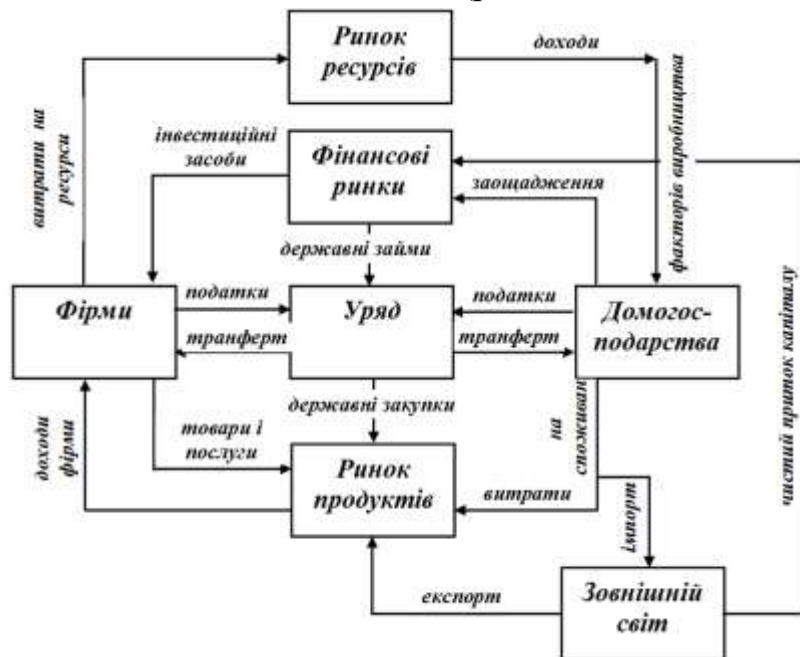 Ринок
ресурсів
доходи
витрати на
ресурси
інвестиційні
засоби
Фінансові
ринки
заощадження
факторів виробництва
державні займи
Фірми
податки
Уряд
податки
Домогос-
подарства
транферт
транферт
чистий приток капіталу
державні закупки
на
споживан
доходи
фірми
товари і
послуги
Ринок
продуктів
витрати
імпорт
експорт
Зовнішній
світ